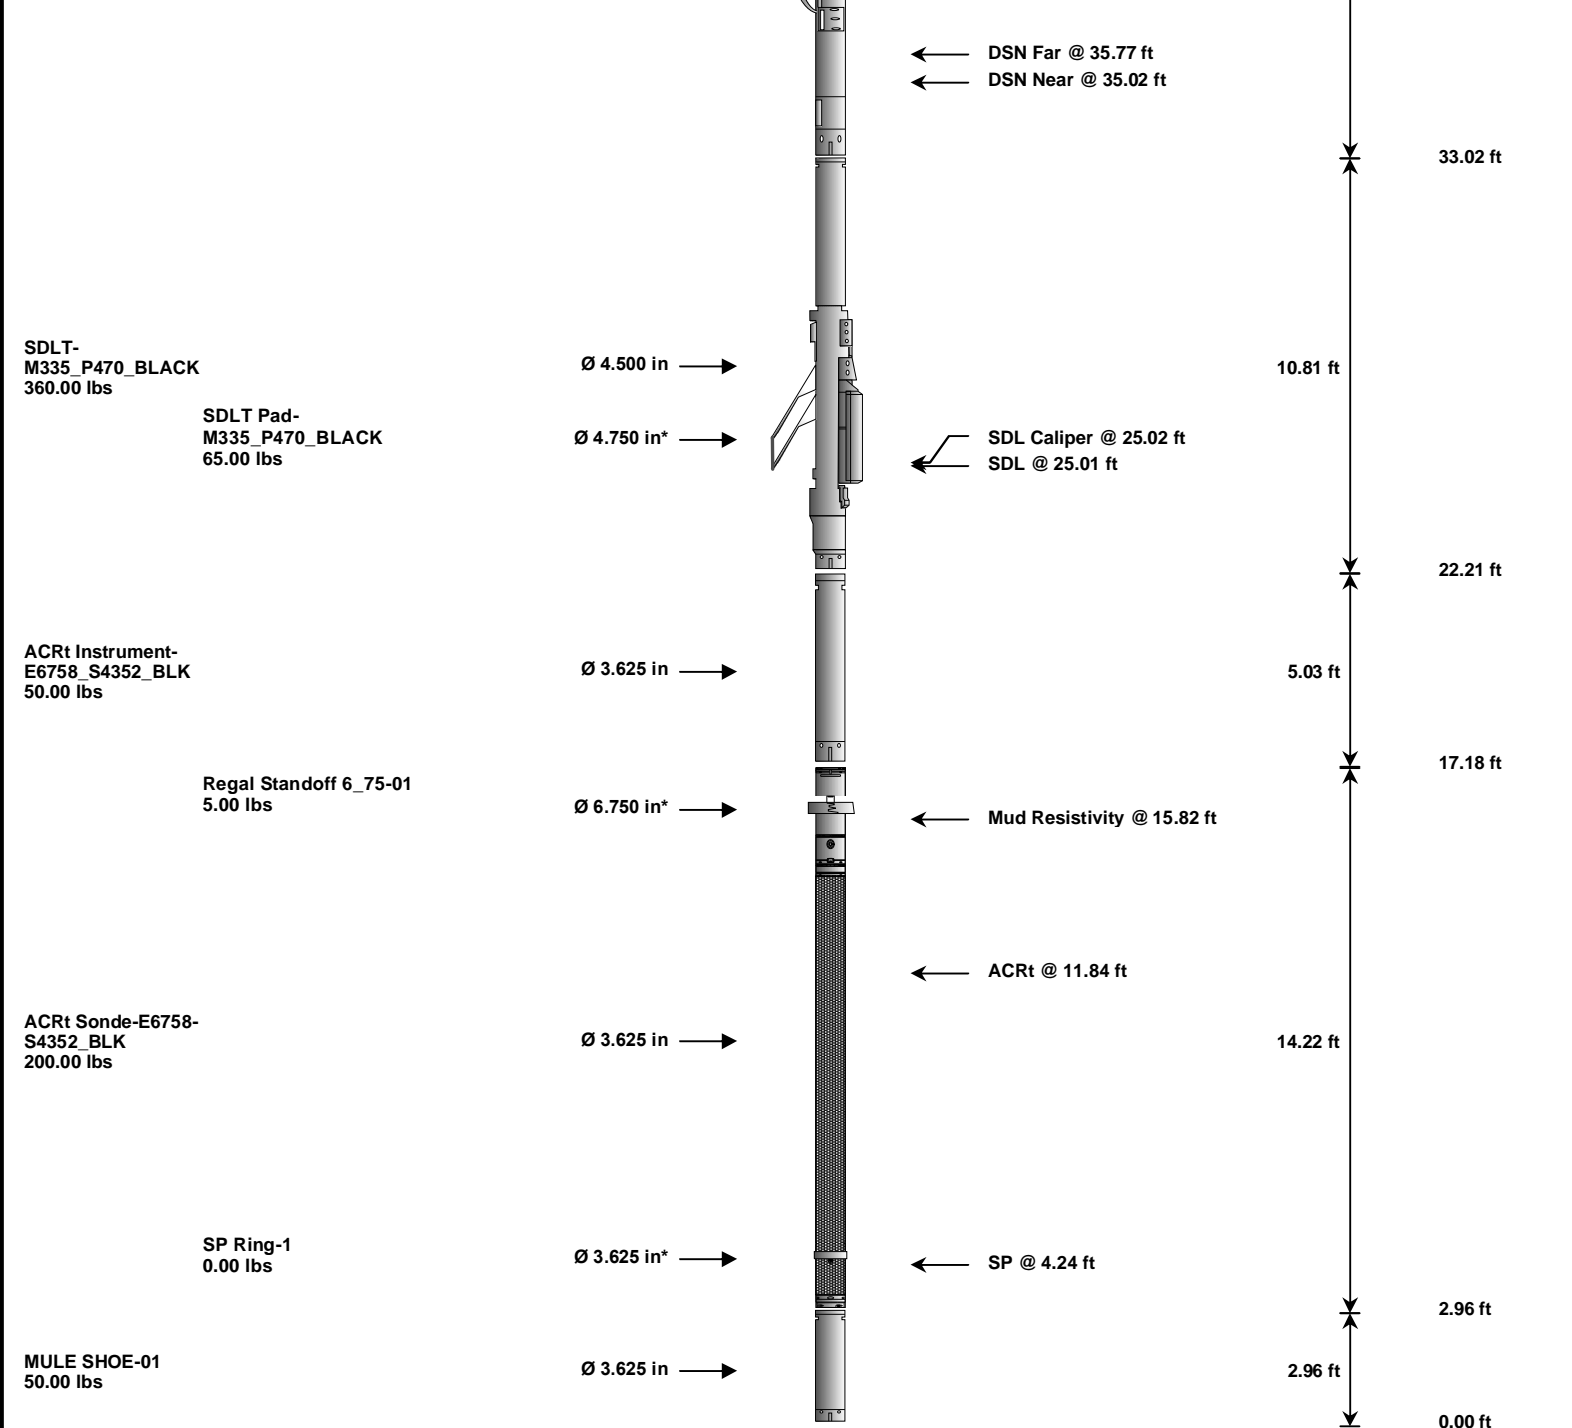 DSN Far @ 35.77 ft
DSN Near @ 35.02 ft
33.02 ft
SDLT-
M335_P470_BLACK
360.00 lbs
Ø 4.500 in
10.81 ft
SDLT Pad-
M335_P470_BLACK
65.00 lbs
Ø 4.750 in*
SDL Caliper @ 25.02 ft
SDL @ 25.01 ft
22.21 ft
ACRt Instrument-
E6758_S4352_BLK
50.00 lbs
Ø 3.625 in
5.03 ft
17.18 ft
Regal Standoff 6_75-01
5.00 lbs
Ø 6.750 in*
Mud Resistivity @ 15.82 ft
ACRt @ 11.84 ft
ACRt Sonde-E6758-
S4352_BLK
200.00 lbs
Ø 3.625 in
14.22 ft
SP Ring-1
0.00 lbs
Ø 3.625 in*
SP @ 4.24 ft
2.96 ft
MULE SHOE-01
50.00 lbs
Ø 3.625 in
2.96 ft
0.00 ft